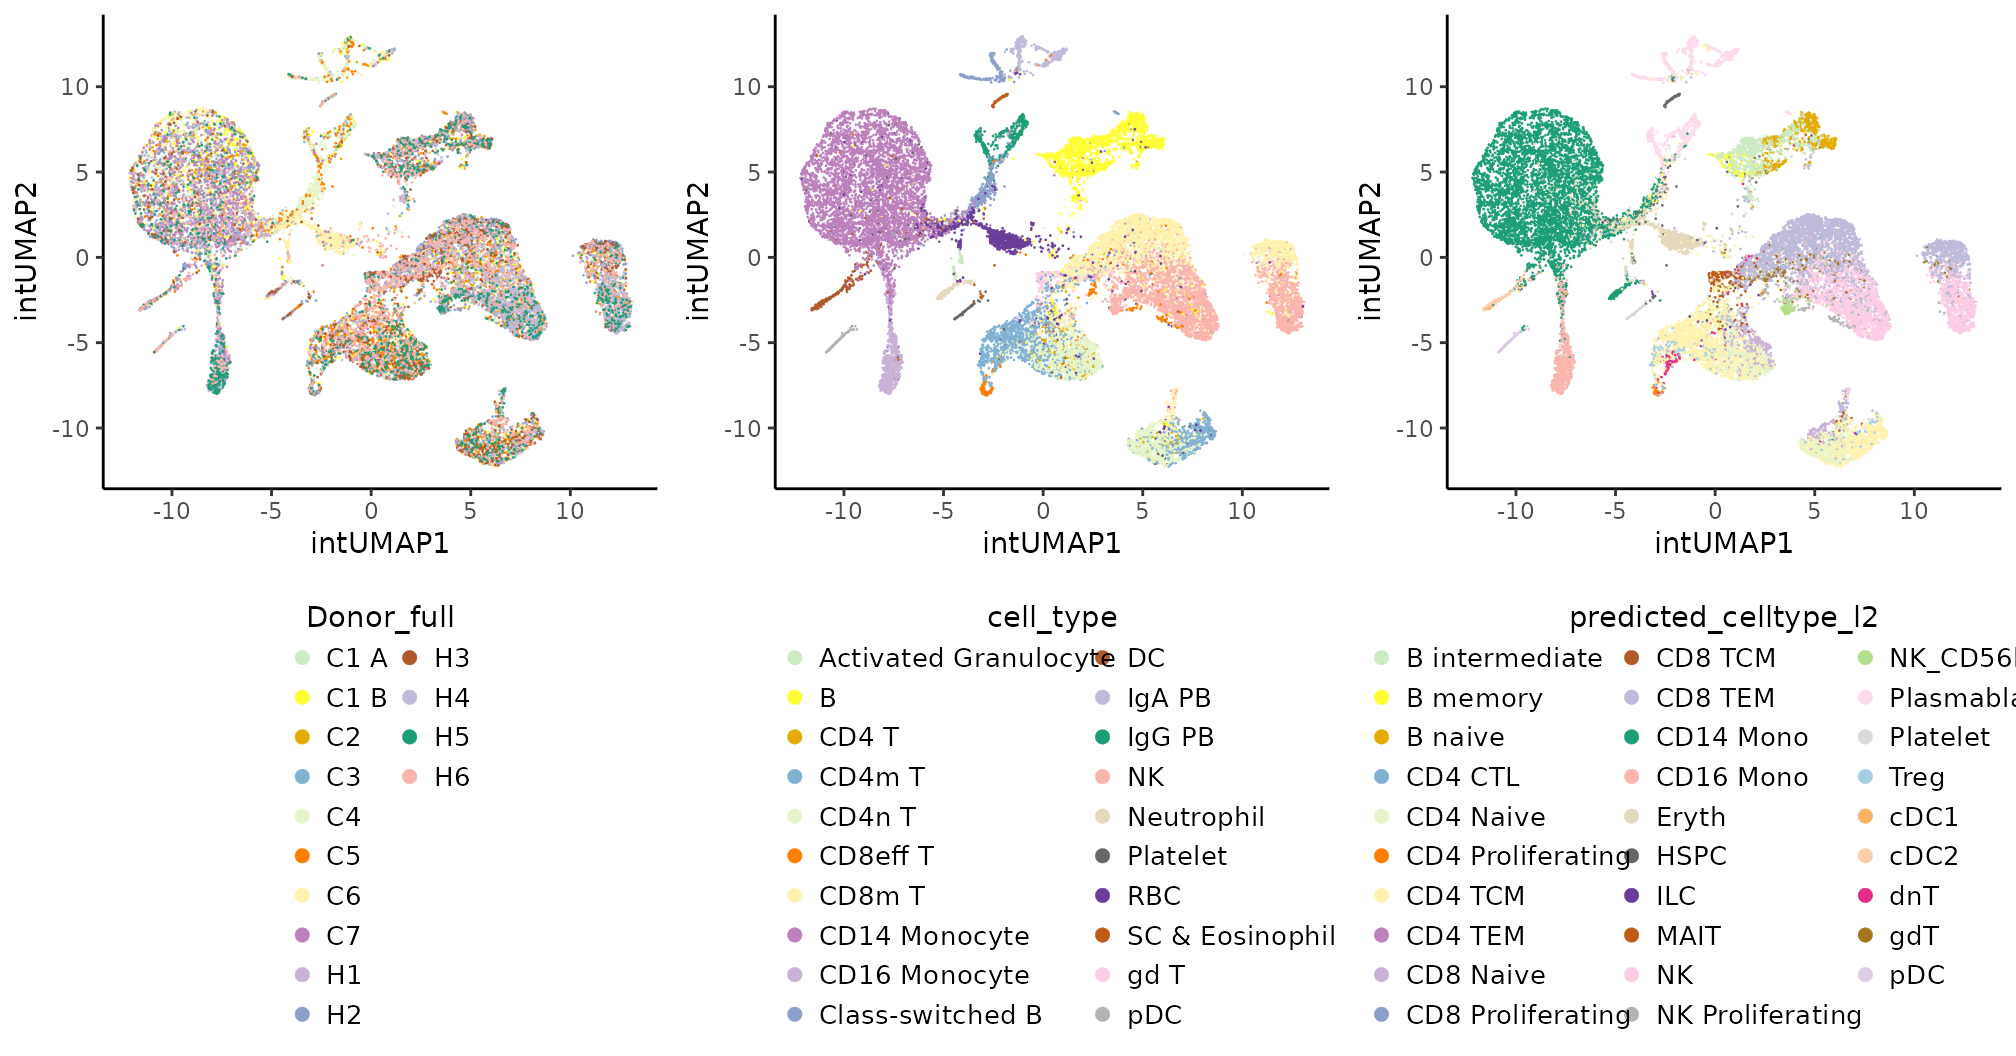 intUMAP2
10
5
0
-5
-10
-10
-5
0
5
10
intUMAP1
intUMAP2
10
5
0
-5
-10
-10
-5
0
5
10
intUMAP1
intUMAP2
10
5
0
-5
-10
-10
-5
0
5
10
intUMAP1
Donor_full
C1 A
C1 B
C2
C3
C4
C5
C6
C7
H1
H2
H3
H4
H5
H6
cell_type
Activated Granulocyte
B
CD4 T
CD4m T
CD4n T
CD8eff T
CD8m T
CD14 Monocyte
CD16 Monocyte
Class-switched B
DC
IgA PB
IgG PB
NK
Neutrophil
Platelet
RBC
SC & Eosinophil
gd T
pDC
predicted_celltype_l2
B intermediate
B memory
B naive
CD4 CTL
CD4 Naive
CD4 Proliferating
CD4 TCM
CD4 TEM
CD8 Naive
CD8 Proliferating
CD8 TCM
CD8 TEM
CD14 Mono
CD16 Mono
Eryth
HSPC
ILC
MAIT
NK
NK Proliferating
NK_CD56
Plasmabla
Platelet
Treg
cDC1
cDC2
dnT
gdT
pDC